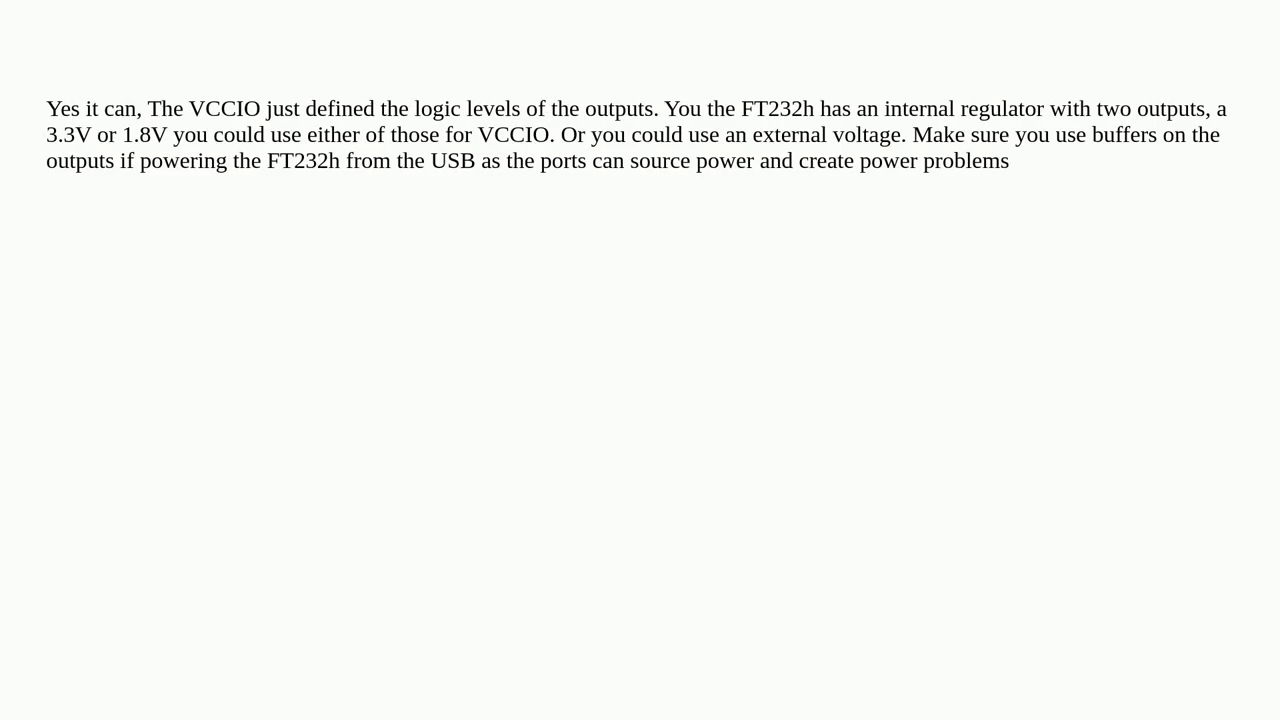 Yes it can, The VCCIO just defined the logic levels of the outputs. You the FT232h has an internal regulator with two outputs, a
3.3V or 1.8V you could use either of those for VCCIO. Or you could use an external voltage. Make sure you use buffers on the
outputs if powering the FT232h from the USB as the ports can source power and create power problems